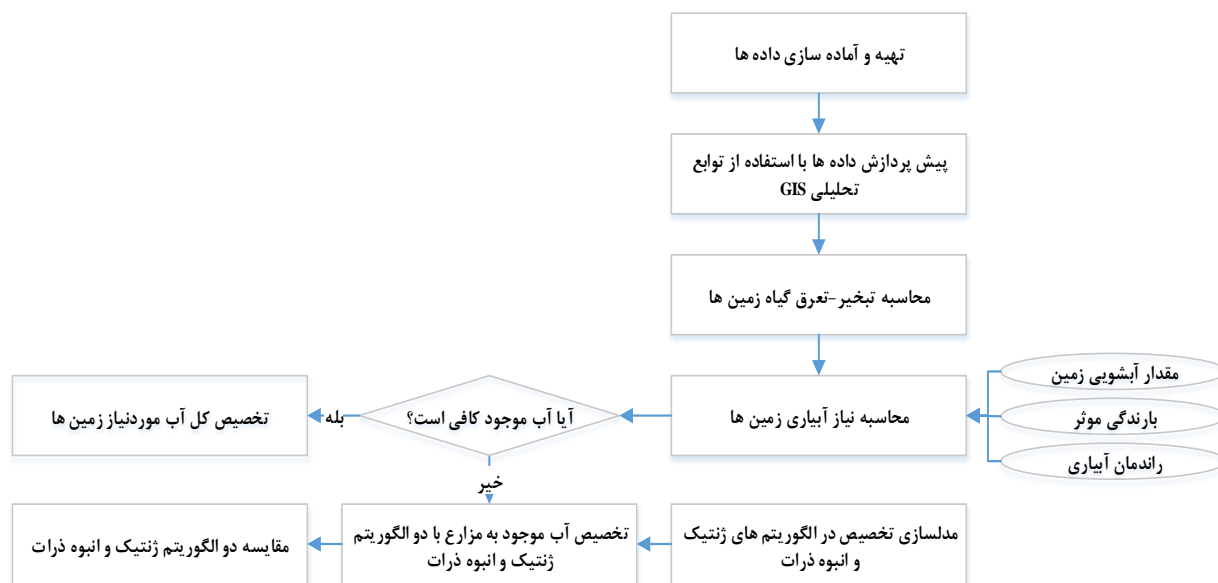 تهیه و آماده سازی داده ها
پیش پردازش داده ها با استفاده از توابع
تحلیلی GIS
محاسبه تبخیر-تعرق گیاه زمین ها
مقدار آبشویی زمین
بارندگی موثر
راندمان آبیاری
محاسبه نیاز آبیاری زمین ها
آیا آب موجود کافی است؟
بله
تخصیص کل آب موردنیاز زمین ها
خیر
مدلسازی تخصیص در الگوریتم های ژنتیک
و انبوه ذرات
تخصیص آب موجود به مزارع با دو الگوریتم
ژنتیک و انبوه ذرات
مقایسه دو الگوریتم ژنتیک و انبوه ذرات